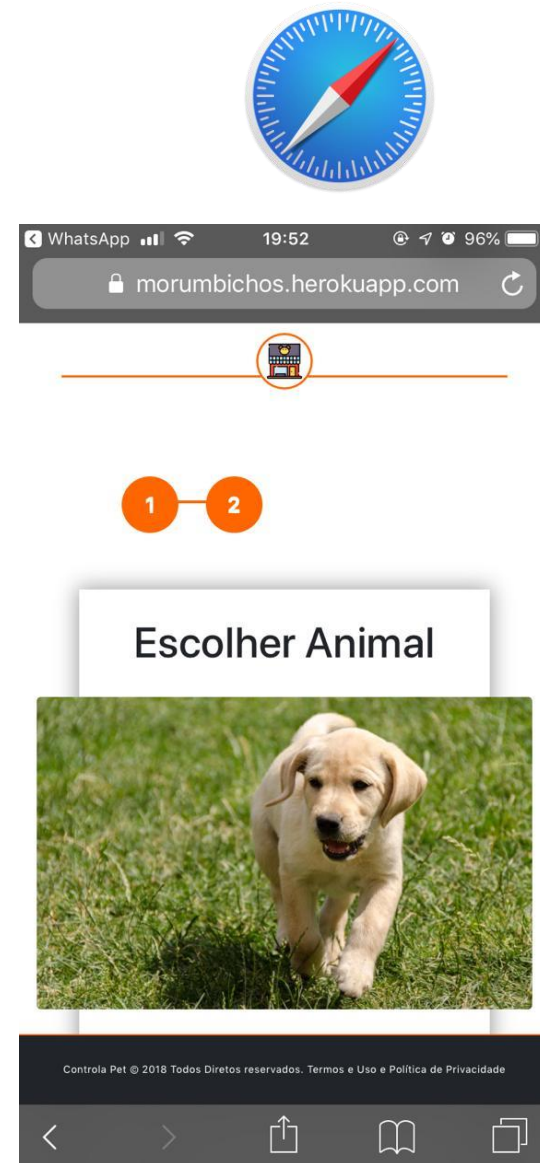 WhatsApp 19:52 96%
morumbichos.herokuapp.com
1 2
Escolher Animal
Controla Pet © 2018 Todos Diretos reservados. Termos e Uso e Política de Privacidade